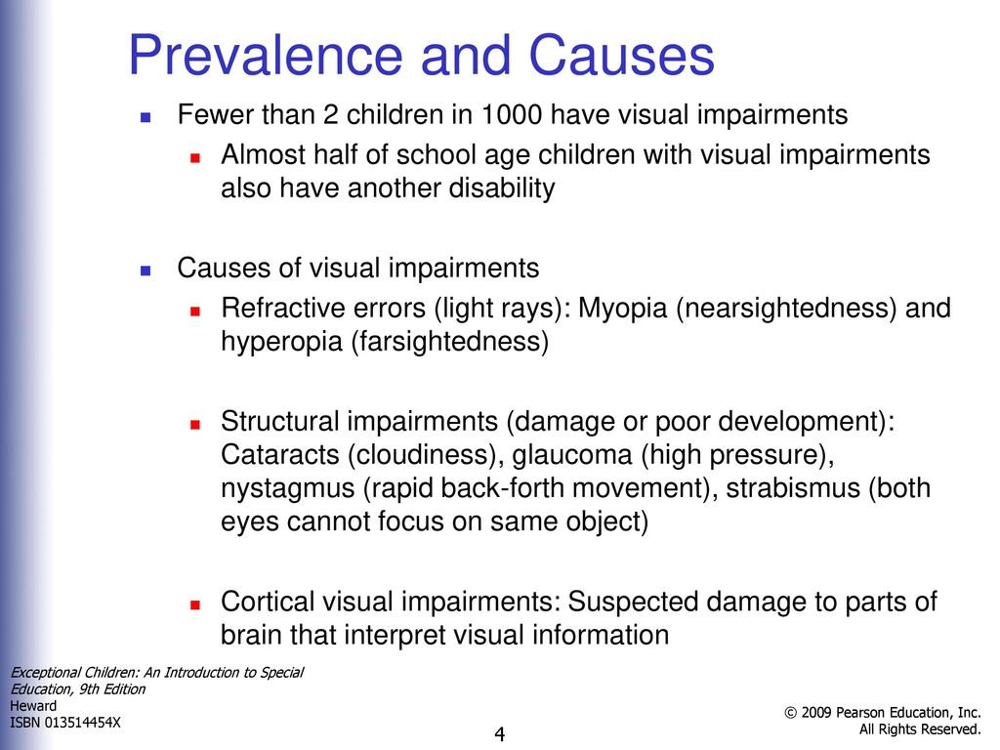 Prevalence and Causes
Fewer than 2 children in 1000 have visual impairments
Almost half of school age children with visual impairments
also have another disability
Causes of visual impairments
Refractive errors (light rays): Myopia (nearsightedness) and
hyperopia (farsightedness)
Structural impairments (damage or poor development):
Cataracts (cloudiness), glaucoma (high pressure),
nystagmus (rapid back-forth movement), strabismus (both
eyes cannot focus on same object)
Cortical visual impairments: Suspected damage to parts of
brain that interpret visual information
Exceptional Children: An Introduction to Special
Education, 9th Edition
Heward
ISBN 013514454X
4
© 2009 Pearson Education, Inc.
All Rights Reserved.